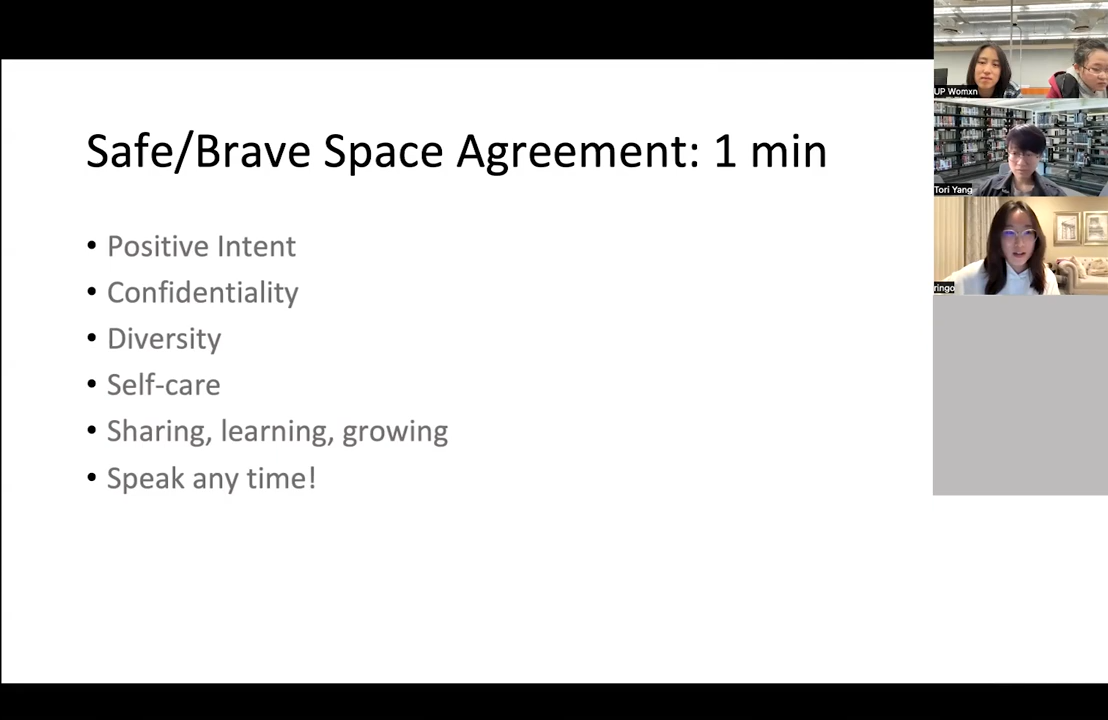 Safe/Brave Space Agreement: 1 min
• Positive Intent
• Confidentiality
• Diversity
• Self-care
• Sharing, learning, growing
• Speak any time!
UP Womxn
Tori Yang
ringo